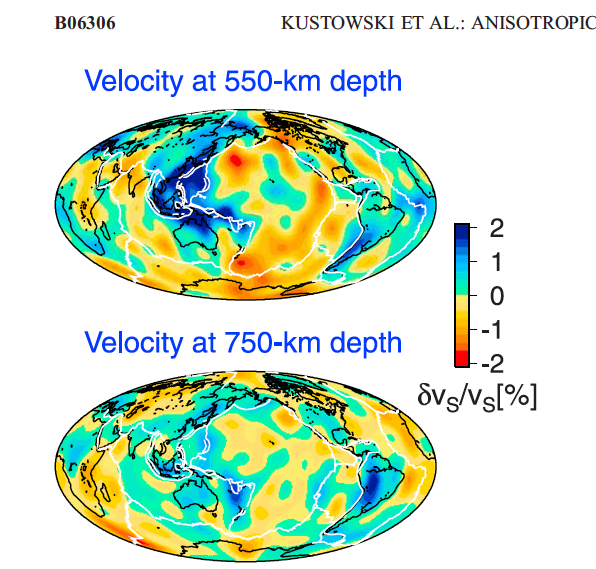 B06306 KUSTOWSKI ET AL.: ANISOTROPIC
Velocity at 550-km depth
2
1
0
-1
-2
δvS/vS[%]
Velocity at 750-km depth